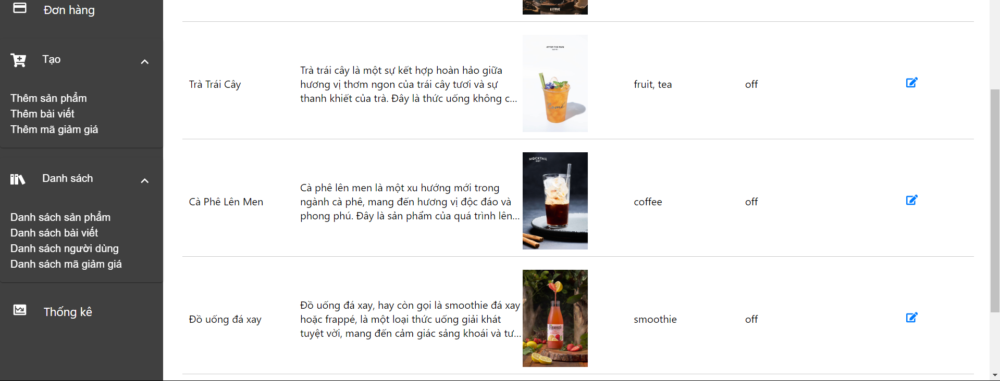 Đơn hàng
Tạo
Thêm sản phẩm
Thêm bài viết
Thêm mã giảm giá
Danh sách
Danh sách sản phẩm
Danh sách bài viết
Danh sách người dùng
Danh sách mã giảm giá
Thống kê
KATINAT
Trà Trái Cây
Trà trái cây là một sự kết hợp hoàn hảo giữa
hương vị thơm ngon của trái cây tươi và sự
thanh khiết của trà. Đây là thức uống không c...
AFTER THE RAIN
fruit, tea
off
Cà Phê Lên Men
Cà phê lên men là một xu hướng mới trong
ngành cà phê, mang đến hương vị độc đáo và
phong phú. Đây là sản phẩm của quá trình lên...
MOCKTAIL
coffee
off
Đồ uống đá xay
Đồ uống đá xay, hay còn gọi là smoothie đá xay
hoặc frappé, là một loại thức uống giải khát
tuyệt vời, mang đến cảm giác sảng khoái và tư...
Squeeze
smoothie
off